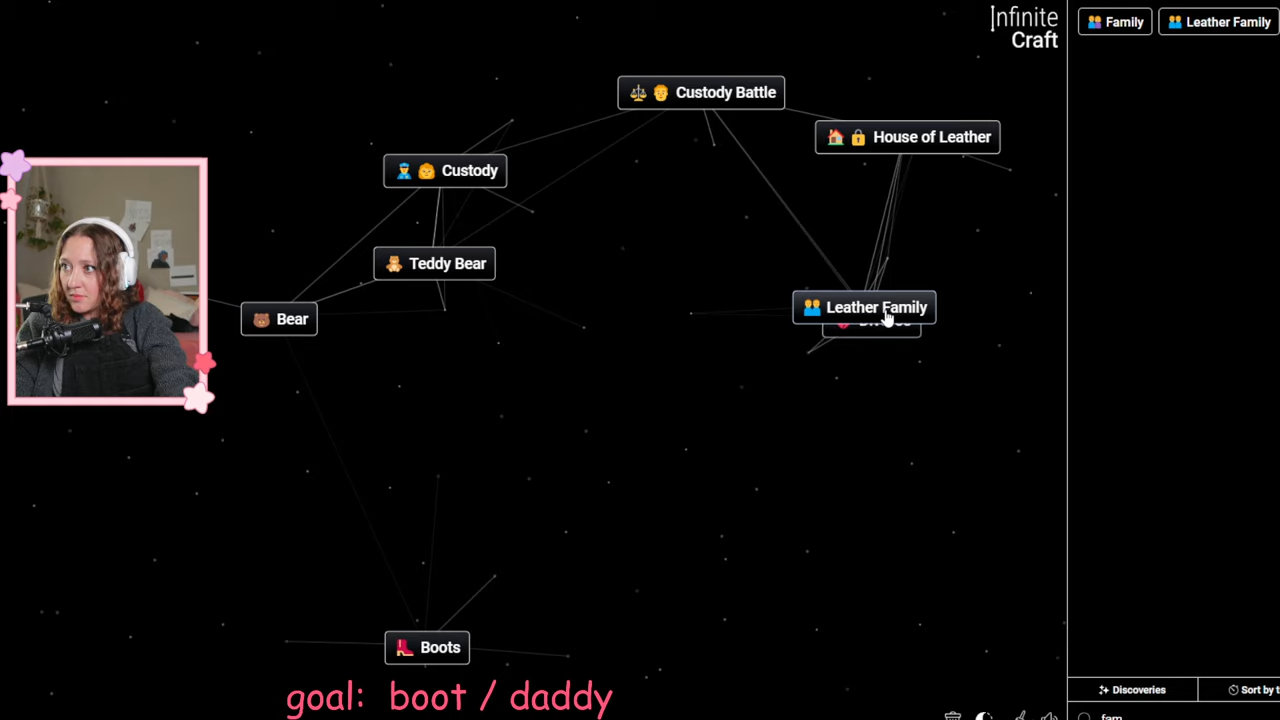 Infinite
Craft
👫 Family
👥 Leather Family
⚖️ 👨 Custody Battle
🏠 🔒 House of Leather
👮 🦁 Custody
🧸 Teddy Bear
🐻 Bear
👥 Leather Family
👢 Boots
goal: boot / daddy
Discoveries
Sort by t
fam